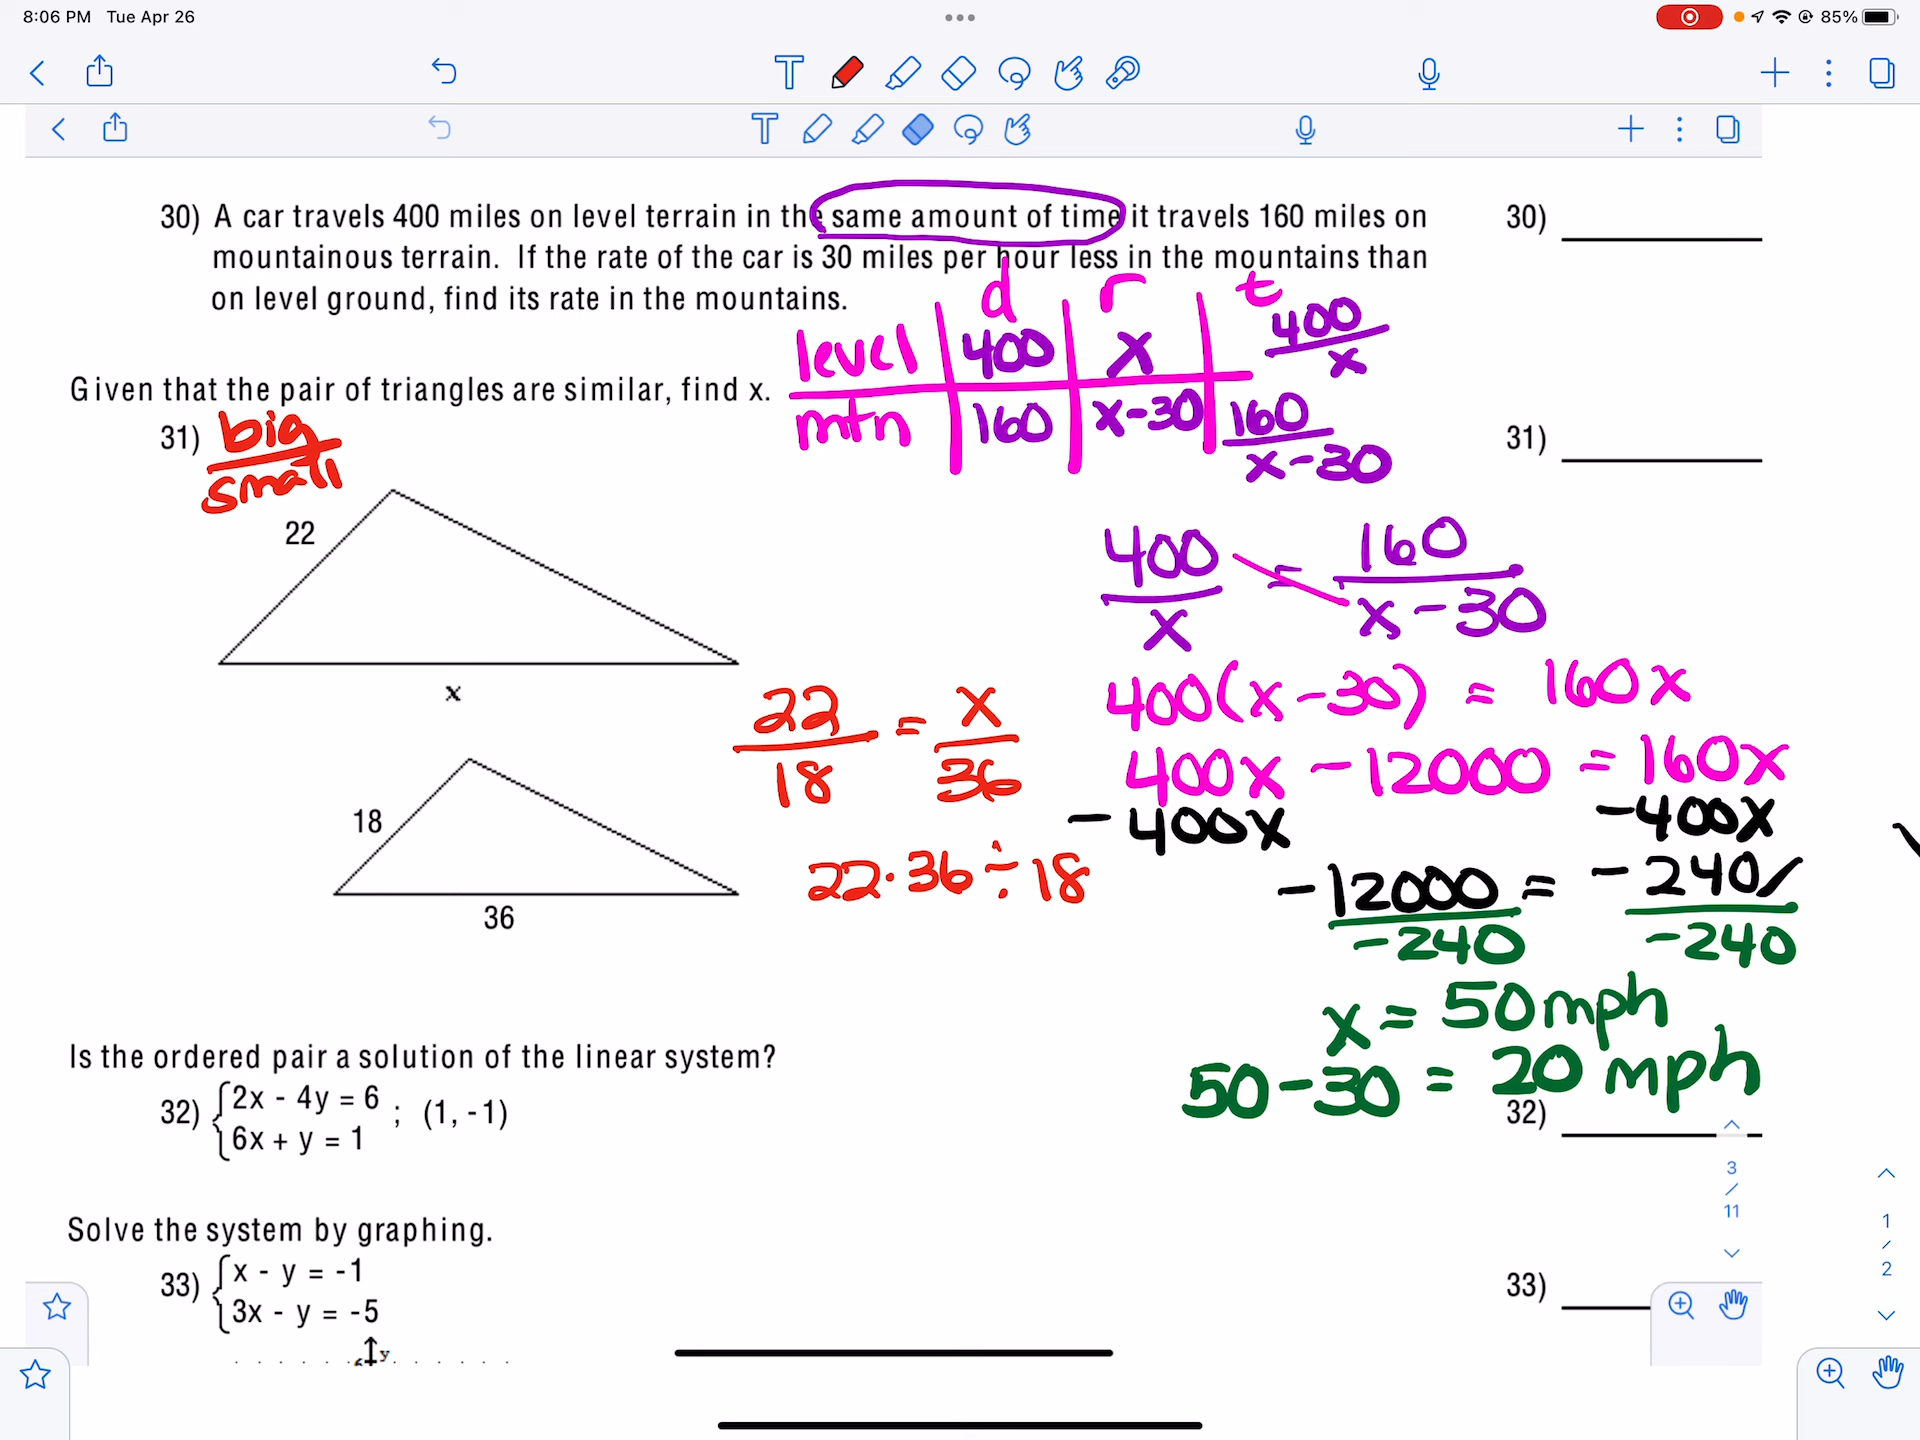 8:06 PM Tue Apr 26
85%
T
T
30) A car travels 400 miles on level terrain in the same amount of time it travels 160 miles on
mountainous terrain. If the rate of the car is 30 miles per hour less in the mountains than
on level ground, find its rate in the mountains.
30)
d r t
level 400 x 400/x
mtn 160 x-30 160/x-30
Given that the pair of triangles are similar, find x.
31)
31)
big
small
22
x
18
36
22/18 = x/36
22·36÷18
400/x = 160/x-30
400(x-30) = 160x
400x - 12000 = 160x
-400x -400x
-12000 = -240
-240 -240
x = 50mph
50-30 = 20 mph
Is the ordered pair a solution of the linear system?
32) 2x - 4y = 6
6x + y = 1
; (1, -1)
32)
3
/
11
1
/
2
Solve the system by graphing.
33) x - y = -1
3x - y = -5
33)
y